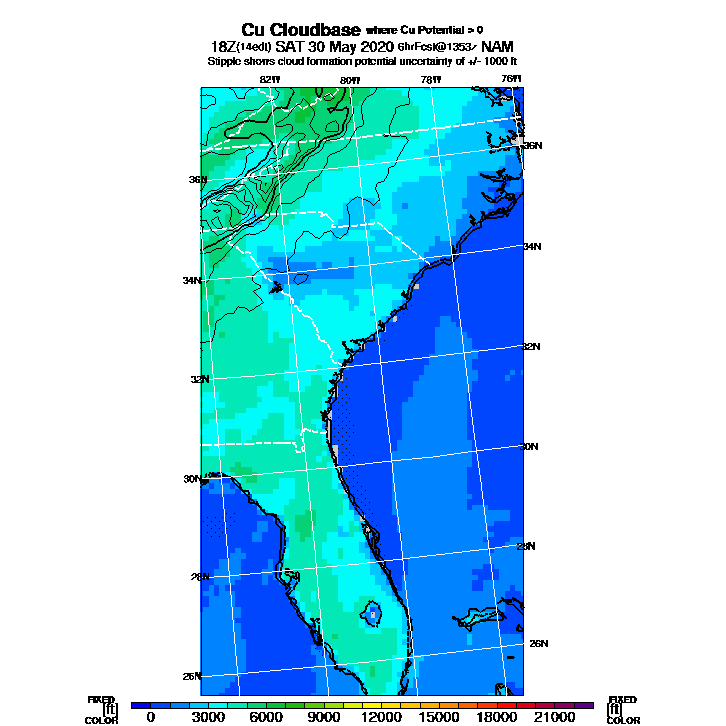 Cu Cloudbase where Cu Potential > 0
18Z(14edt) SAT 30 May 2020 6hrFcst@1353z NAM
Stipple shows cloud formation potential uncertainty of +/- 1000 ft
82W 80W 78W 76W
36N
36N
34N
34N
32N
32N
30N
30N
28N
28N
26N
26N
FIXED FIXED
[ft] [ft]
COLOR 0 3000 6000 9000 12000 15000 18000 21000 COLOR